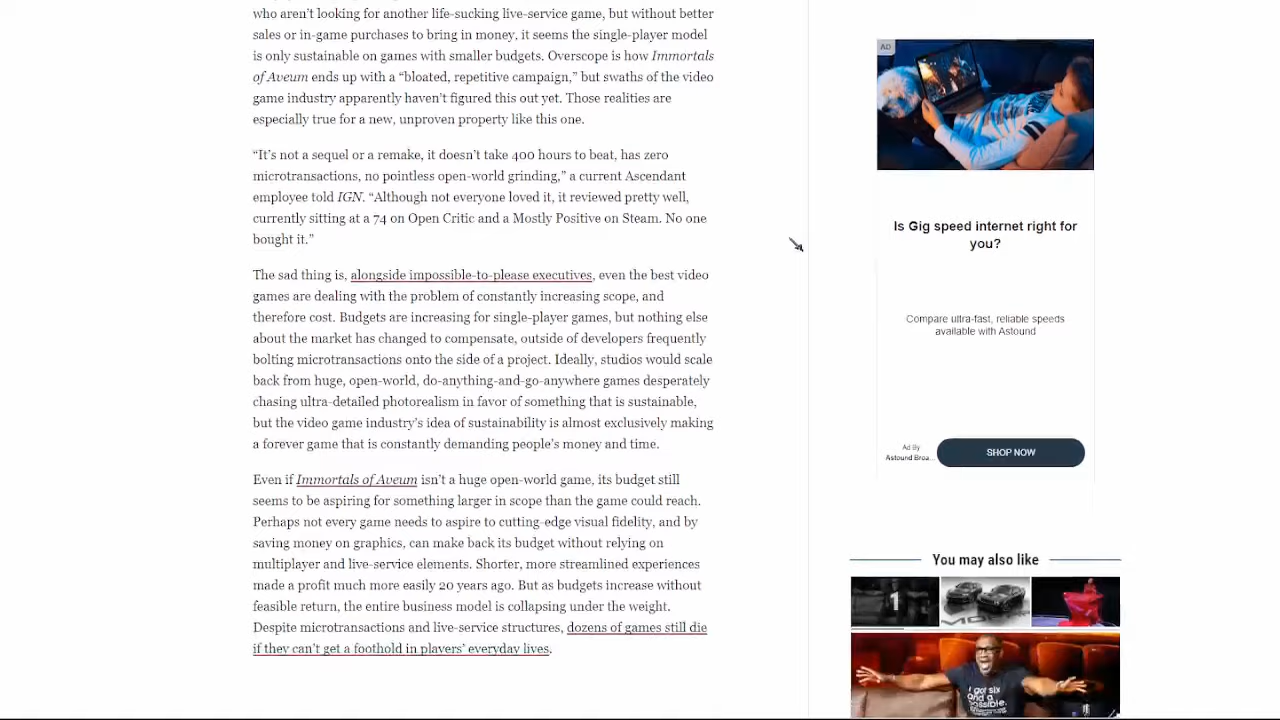 who aren't looking for another life-sucking live-service game, but without better
sales or in-game purchases to bring in money, it seems the single-player model
is only sustainable on games with smaller budgets. Overscope is how Immortals
of Aveum ends up with a “bloated, repetitive campaign,” but swaths of the video
game industry apparently haven't figured this out yet. Those realities are
especially true for a new, unproven property like this one.
“It's not a sequel or a remake, it doesn't take 400 hours to beat, has zero
microtransactions, no pointless open-world grinding,” a current Ascendant
employee told IGN. “Although not everyone loved it, it reviewed pretty well,
currently sitting at a 74 on Open Critic and a Mostly Positive on Steam. No one
bought it.”
The sad thing is, alongside impossible-to-please executives, even the best video
games are dealing with the problem of constantly increasing scope, and
therefore cost. Budgets are increasing for single-player games, but nothing else
about the market has changed to compensate, outside of developers frequently
bolting microtransactions onto the side of a project. Ideally, studios would scale
back from huge, open-world, do-anything-and-go-anywhere games desperately
chasing ultra-detailed photorealism in favor of something that is sustainable,
but the video game industry's idea of sustainability is almost exclusively making
a forever game that is constantly demanding people's money and time.
Even if Immortals of Aveum isn't a huge open-world game, its budget still
seems to be aspiring for something larger in scope than the game could reach.
Perhaps not every game needs to aspire to cutting-edge visual fidelity, and by
saving money on graphics, can make back its budget without relying on
multiplayer and live-service elements. Shorter, more streamlined experiences
made a profit much more easily 20 years ago. But as budgets increase without
feasible return, the entire business model is collapsing under the weight.
Despite microtransactions and live-service structures, dozens of games still die
if they can't get a foothold in players' everyday lives.
AD
Is Gig speed internet right for
you?
Compare ultra-fast, reliable speeds
available with Astound
Ad By
Astound Broa...
SHOP NOW
You may also like
1
I got six
and a
possible.